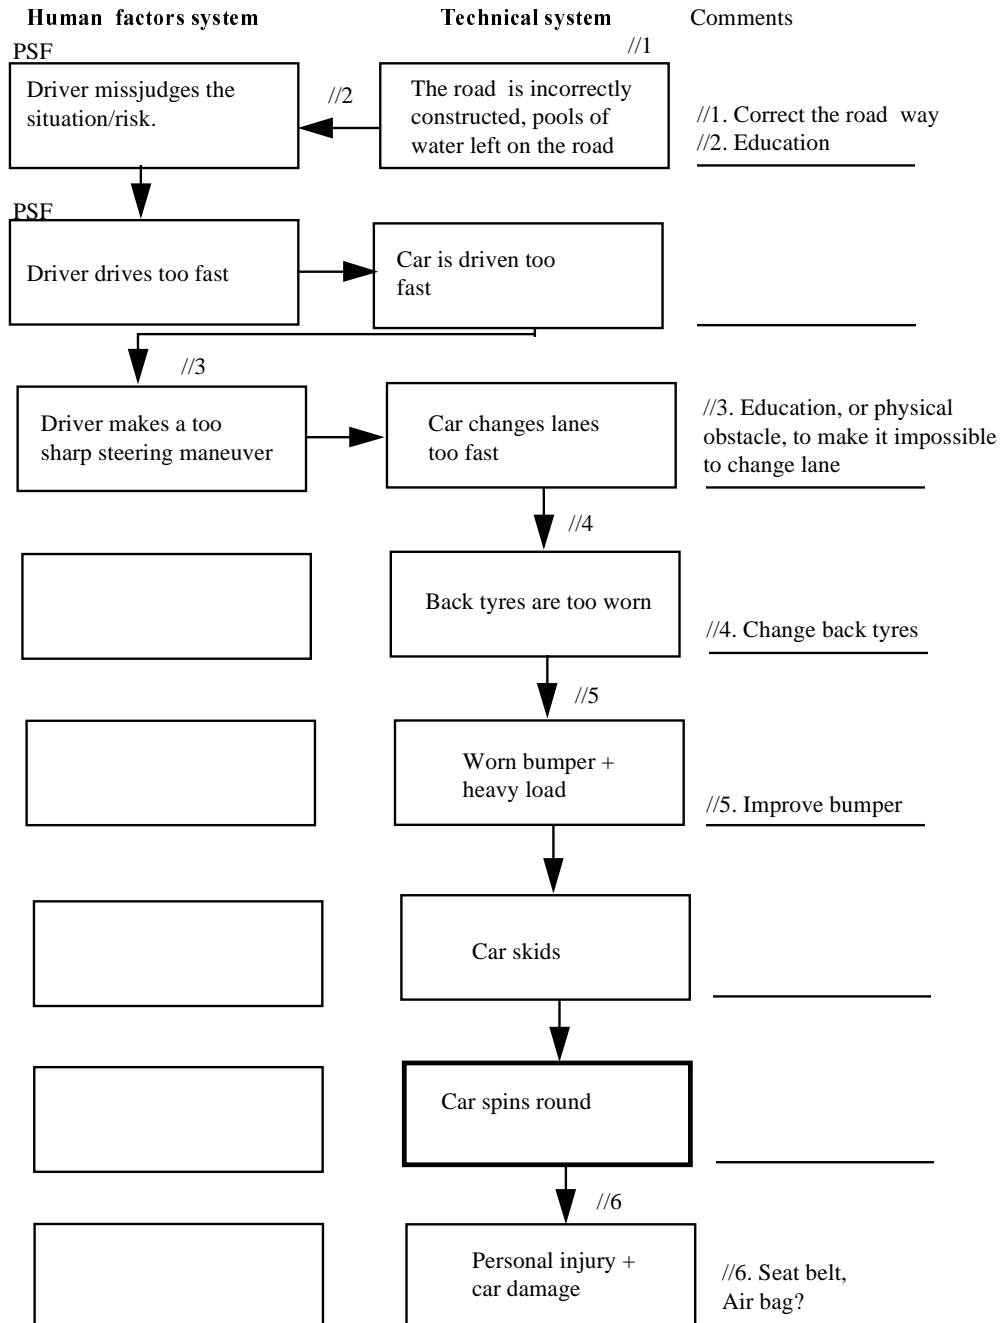 Human factors system
Technical system
Comments
PSF
//1
Driver missjudges the
situation/risk.
//2
The road is incorrectly
constructed, pools of
water left on the road
//1. Correct the road way
//2. Education
PSF
Driver drives too fast
Car is driven too
fast
//3
Driver makes a too
sharp steering maneuver
Car changes lanes
too fast
//3. Education, or physical
obstacle, to make it impossible
to change lane
//4
Back tyres are too worn
//4. Change back tyres
//5
Worn bumper +
heavy load
//5. Improve bumper
Car skids
Car spins round
//6
Personal injury +
car damage
//6. Seat belt,
Air bag?